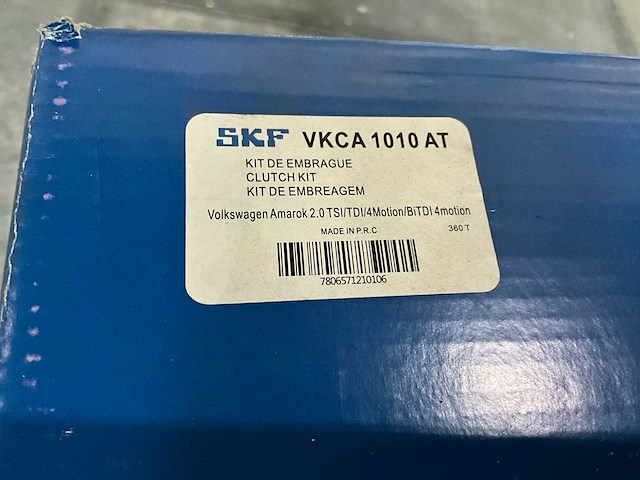 SKF VKCA 1010 AT
KIT DE EMBRAGUE
CLUTCH KIT
KIT DE EMBREAGEM
Volkswagen Amarok 2.0 TSI/TDI/4Motion/BiTDI 4motion
MADE IN P.R.C 360 T
7806571210106